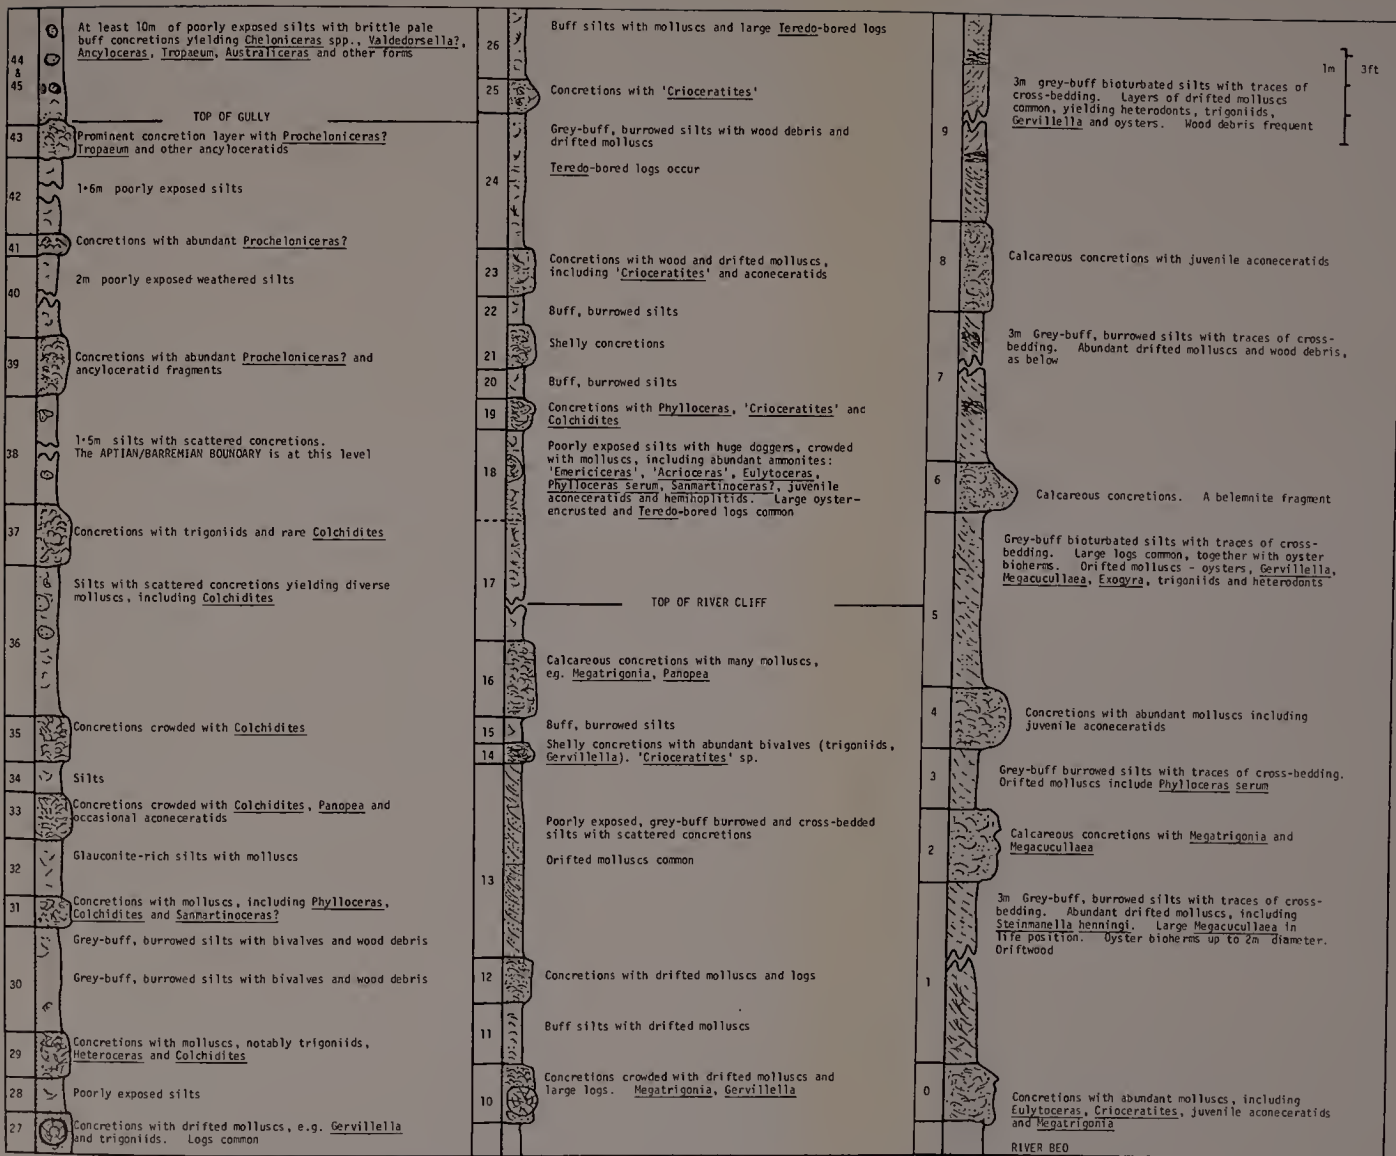 44
&
45
At least 10m of poorly exposed silts with brittle pale
buff concretions yielding Cheloniceras spp., Valdedorsella?,
Ancyloceras, Tropaeum, Australiceras and other forms
TOP OF GULLY
43
Prominent concretion layer with Procheloniceras?
Tropaeum and other ancyloceratids
42
1·6m poorly exposed silts
41
Concretions with abundant Procheloniceras?
40
2m poorly exposed weathered silts
39
Concretions with abundant Procheloniceras? and
ancyloceratid fragments
38
1·5m silts with scattered concretions.
The APTIAN/BARREMIAN BOUNDARY is at this level
37
Concretions with trigoniids and rare Colchidites
36
Silts with scattered concretions yielding diverse
molluscs, including Colchidites
35
Concretions crowded with Colchidites
34
Silts
33
Concretions crowded with Colchidites, Panopea and
occasional aconeceratids
32
Glauconite-rich silts with molluscs
31
Concretions with molluscs, including Phylloceras,
Colchidites and Sanmartinoceras?
30
Grey-buff, burrowed silts with bivalves and wood debris
Grey-buff, burrowed silts with bivalves and wood debris
29
Concretions with molluscs, notably trigoniids,
Heteroceras and Colchidites
28
Poorly exposed silts
27
Concretions with drifted molluscs, e.g. Gervillella
and trigoniids. Logs common
26
Buff silts with molluscs and large Teredo-bored logs
25
Concretions with 'Crioceratites'
24
Grey-buff, burrowed silts with wood debris and
drifted molluscs
Teredo-bored logs occur
23
Concretions with wood and drifted molluscs,
including 'Crioceratites' and aconeceratids
22
Buff, burrowed silts
21
Shelly concretions
20
Buff, burrowed silts
19
Concretions with Phylloceras, 'Crioceratites' and
Colchidites
18
Poorly exposed silts with huge doggers, crowded
with molluscs, including abundant ammonites:
'Emericiceras', 'Acrioceras', Eulytoceras,
Phylloceras serum, Sanmartinoceras?, juvenile
aconeceratids and hemihoplitids. Large oyster-
encrusted and Teredo-bored logs common
17
TOP OF RIVER CLIFF
16
Calcareous concretions with many molluscs,
eg. Megatrigonia, Panopea
15
Buff, burrowed silts
14
Shelly concretions with abundant bivalves (trigoniids,
Gervillella). 'Crioceratites' sp.
13
Poorly exposed, grey-buff burrowed and cross-bedded
silts with scattered concretions
Drifted molluscs common
12
Concretions with drifted molluscs and logs
11
Buff silts with drifted molluscs
10
Concretions crowded with drifted molluscs and
large logs. Megatrigonia, Gervillella
1m
3ft
9
3m grey-buff bioturbated silts with traces of
cross-bedding. Layers of drifted molluscs
common, yielding heterodonts, trigoniids,
Gervillella and oysters. Wood debris frequent
8
Calcareous concretions with juvenile aconeceratids
7
3m Grey-buff, burrowed silts with traces of cross-
bedding. Abundant drifted molluscs and wood debris,
as below
6
Calcareous concretions. A belemnite fragment
5
Grey-buff bioturbated silts with traces of cross-
bedding. Large logs common, together with oyster
bioherms. Drifted molluscs - oysters, Gervillella,
Megacucullaea, Exogyra, trigoniids and heterodonts
4
Concretions with abundant molluscs including
juvenile aconeceratids
3
Grey-buff burrowed silts with traces of cross-bedding.
Drifted molluscs include Phylloceras serum
2
Calcareous concretions with Megatrigonia and
Megacucullaea
1
3m Grey-buff, burrowed silts with traces of cross-
bedding. Abundant drifted molluscs, including
Steinmanella henningi. Large Megacucullaea in
life position. Oyster bioherms up to 2m diameter.
Driftwood
0
Concretions with abundant molluscs, including
Eulytoceras, Crioceratites, juvenile aconeceratids
and Megatrigonia
RIVER BED